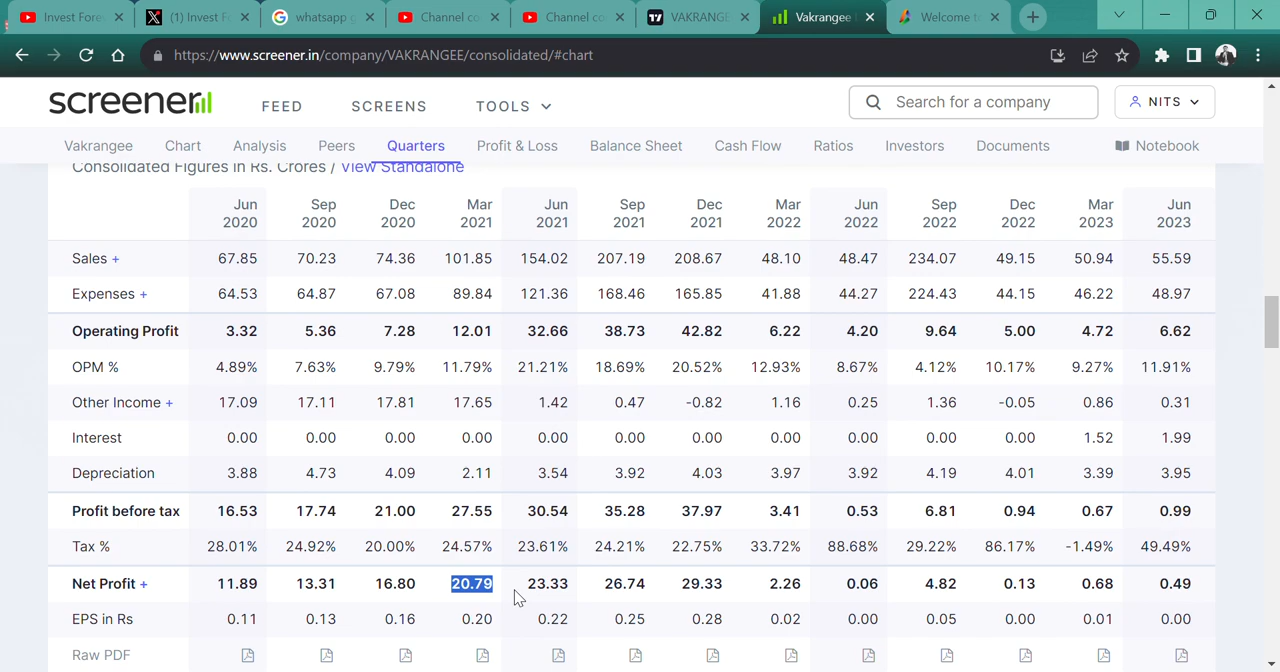 Invest Fores
(1) Invest Fo
whatsapp g
Channel co
Channel co
VAKRANGE
Vakrangee
Welcome t
https://www.screener.in/company/VAKRANGEE/consolidated/#chart
screener
FEED SCREENS TOOLS
Search for a company
NITS
Vakrangee Chart Analysis Peers Quarters Profit & Loss Balance Sheet Cash Flow Ratios Investors Documents Notebook
Consolidated Figures in Rs. Crores / View Standalone
Jun Sep Dec Mar Jun Sep Dec Mar Jun Sep Dec Mar Jun
2020 2020 2020 2021 2021 2021 2021 2022 2022 2022 2022 2023 2023
Sales + 67.85 70.23 74.36 101.85 154.02 207.19 208.67 48.10 48.47 234.07 49.15 50.94 55.59
Expenses + 64.53 64.87 67.08 89.84 121.36 168.46 165.85 41.88 44.27 224.43 44.15 46.22 48.97
Operating Profit 3.32 5.36 7.28 12.01 32.66 38.73 42.82 6.22 4.20 9.64 5.00 4.72 6.62
OPM % 4.89% 7.63% 9.79% 11.79% 21.21% 18.69% 20.52% 12.93% 8.67% 4.12% 10.17% 9.27% 11.91%
Other Income + 17.09 17.11 17.81 17.65 1.42 0.47 -0.82 1.16 0.25 1.36 -0.05 0.86 0.31
Interest 0.00 0.00 0.00 0.00 0.00 0.00 0.00 0.00 0.00 0.00 0.00 1.52 1.99
Depreciation 3.88 4.73 4.09 2.11 3.54 3.92 4.03 3.97 3.92 4.19 4.01 3.39 3.95
Profit before tax 16.53 17.74 21.00 27.55 30.54 35.28 37.97 3.41 0.53 6.81 0.94 0.67 0.99
Tax % 28.01% 24.92% 20.00% 24.57% 23.61% 24.21% 22.75% 33.72% 88.68% 29.22% 86.17% -1.49% 49.49%
Net Profit + 11.89 13.31 16.80 20.79 23.33 26.74 29.33 2.26 0.06 4.82 0.13 0.68 0.49
EPS in Rs 0.11 0.13 0.16 0.20 0.22 0.25 0.28 0.02 0.00 0.05 0.00 0.01 0.00
Raw PDF